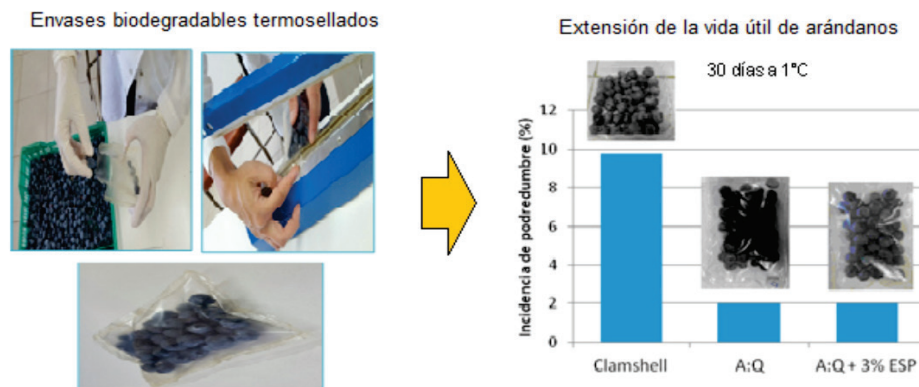 Envases biodegradables termosellados
Extensión de la vida útil de arándanos
30 días a 1°C
Incidencia de podredumbre (%)
12
10
8
6
4
2
0
Clamshell
A:Q
A:Q + 3% ESP